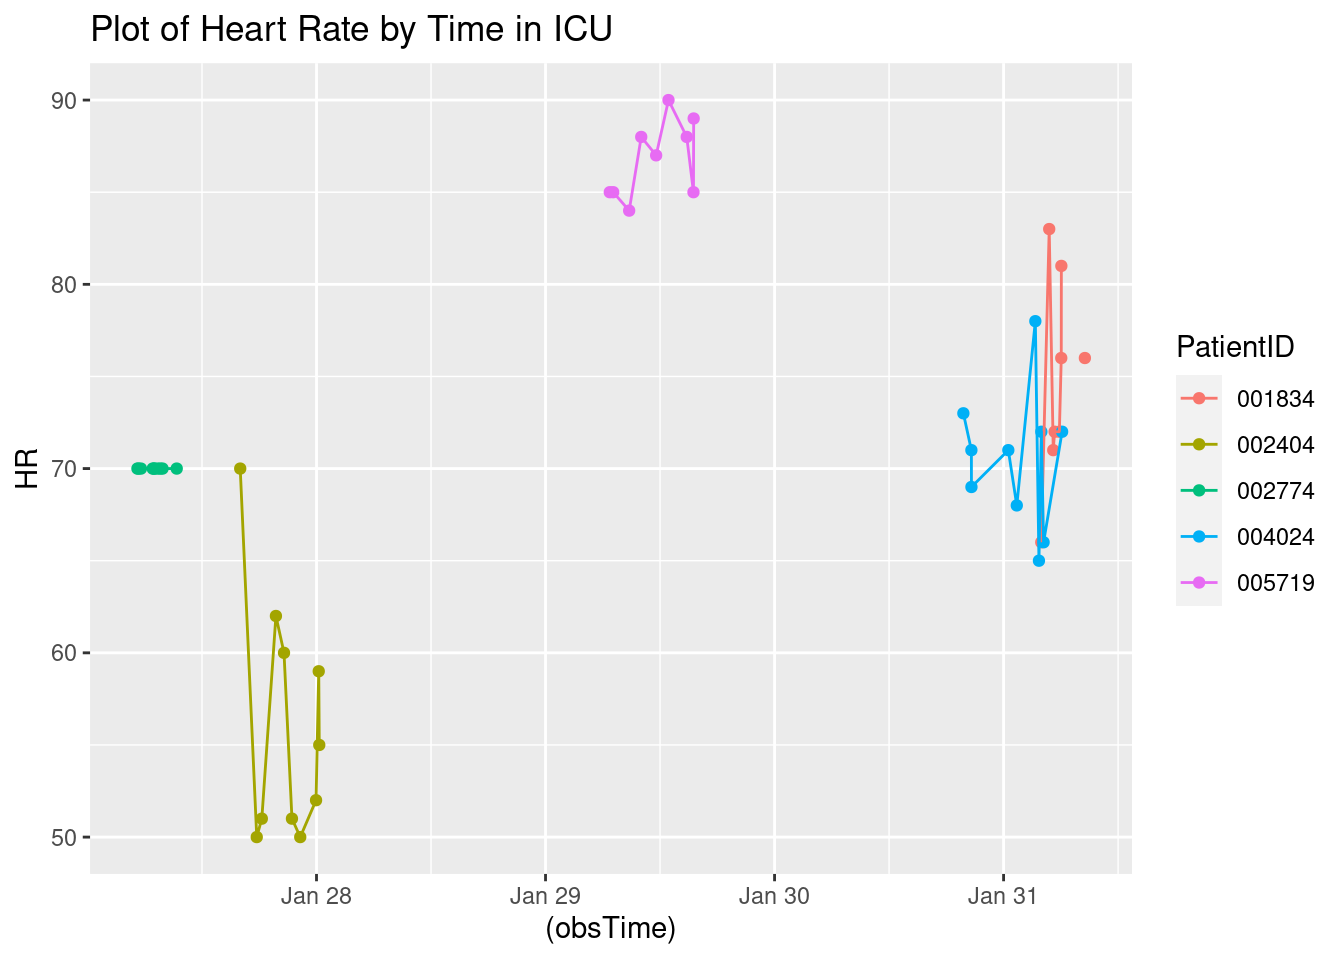 Plot of Heart Rate by Time in ICU
90
80
70
60
50
HR
Jan 28
Jan 29
Jan 30
Jan 31
(obsTime)
PatientID
001834
002404
002774
004024
005719